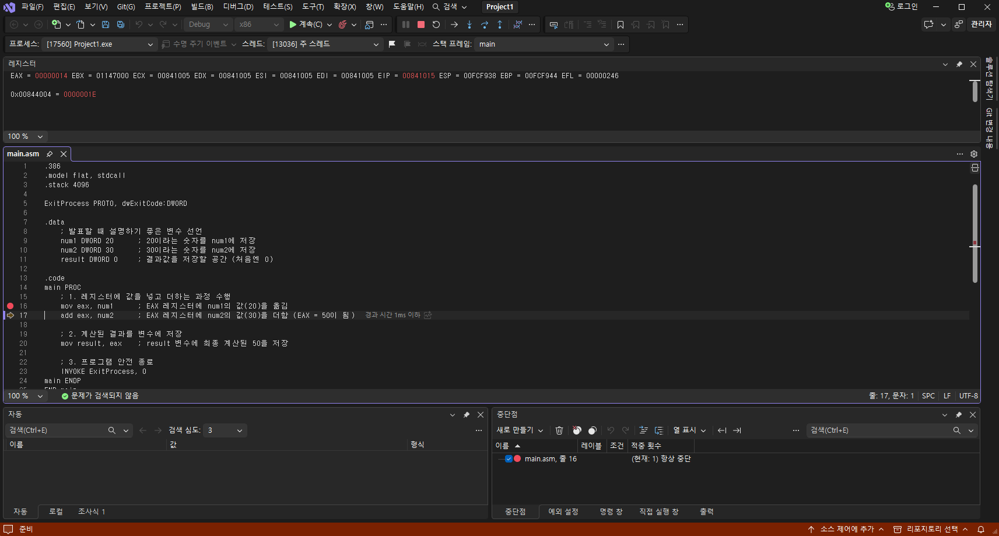 파일(F) 편집(E) 보기(V) Git(G) 프로젝트(P) 빌드(B) 디버그(D) 테스트(S) 도구(T) 확장(X) 창(W) 도움말(H) 검색 Project1 로그인
Debug x86 계속(C) 관리자
프로세스: [17560] Project1.exe 수명 주기 이벤트 스레드: [13036] 주 스레드 스택 프레임: main
레지스터
EAX = 00000014 EBX = 01147000 ECX = 00841005 EDX = 00841005 ESI = 00841005 EDI = 00841005 EIP = 00841015 ESP = 00FCF938 EBP = 00FCF944 EFL = 00000246
0x00844004 = 0000001E
100 %
솔루션 탐색기
Git 변경 내용
main.asm
1 .386
2 .model flat, stdcall
3 .stack 4096
4
5 ExitProcess PROTO, dwExitCode:DWORD
6
7 .data
8 ; 발표할 때 설명하기 좋은 변수 선언
9 num1 DWORD 20 ; 20이라는 숫자를 num1에 저장
10 num2 DWORD 30 ; 30이라는 숫자를 num2에 저장
11 result DWORD 0 ; 결과값을 저장할 공간 (처음엔 0)
12
13 .code
14 main PROC
15 ; 1. 레지스터에 값을 넣고 더하는 과정 수행
16 mov eax, num1 ; EAX 레지스터에 num1의 값(20)을 옮김
17 add eax, num2 ; EAX 레지스터에 num2의 값(30)을 더함 (EAX = 50이 됨) 경과 시간 1ms 이하
18
19 ; 2. 계산된 결과를 변수에 저장
20 mov result, eax ; result 변수에 최종 계산된 50을 저장
21
22 ; 3. 프로그램 안전 종료
23 INVOKE ExitProcess, 0
24 main ENDP
25 END main
100 % 문제가 검색되지 않음 줄: 17, 문자: 1 SPC LF UTF-8
자동
검색(Ctrl+E) 검색 심도: 3
이름 값 형식
자동 로컬 조사식 1
중단점
새로 만들기 열 표시 검색(Ctrl+E)
이름 레이블 조건 적중 횟수
main.asm, 줄 16 (현재: 1) 항상 중단
중단점 예외 설정 명령 창 직접 실행 창 출력
준비 소스 제어에 추가 리포지토리 선택